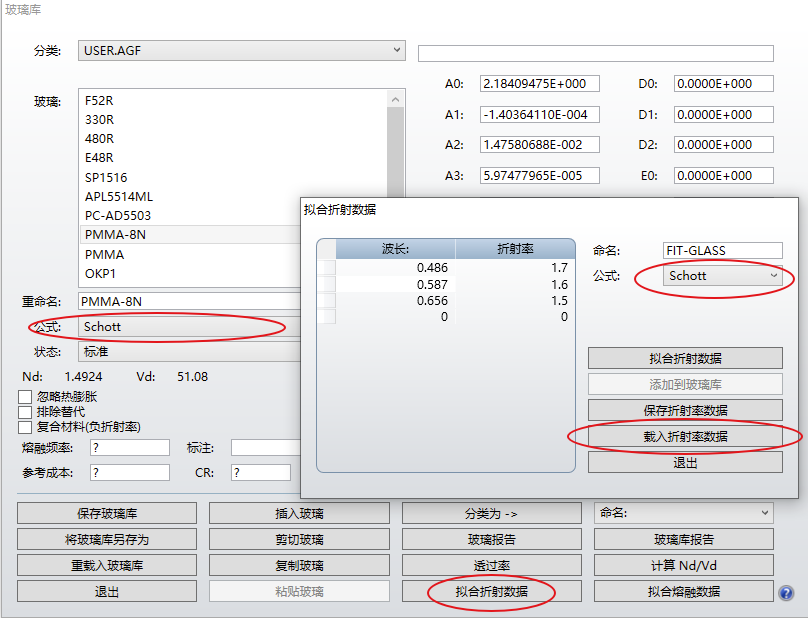 玻璃库
分类:
USER.AGF
玻璃:
F52R
330R
480R
E48R
SP1516
APL5514ML
PC-AD5503
PMMA-8N
PMMA
OKP1
A0: 2.18409475E+000 D0: 0.0000E+000
A1: -1.40364110E-004 D1: 0.0000E+000
A2: 1.47580688E-002 D2: 0.0000E+000
A3: 5.97477965E-005 E0: 0.0000E+000
重命名: PMMA-8N
公式: Schott
状态: 标准
Nd: 1.4924 Vd: 51.08
忽略热膨胀
排除替代
复合材料(负折射率)
熔融频率: ? 标注:
参考成本: ? CR: ?
拟合折射数据
波长: 折射率
0.486 1.7
0.587 1.6
0.656 1.5
0 0
命名: FIT-GLASS
公式: Schott
拟合折射数据
添加到玻璃库
保存折射率数据
载入折射率数据
退出
保存玻璃库 插入玻璃 分类为 -> 命名:
将玻璃库另存为 剪切玻璃 玻璃报告 玻璃库报告
重载入玻璃库 复制玻璃 透过率 计算 Nd/Vd
退出 粘贴玻璃 拟合折射数据 拟合熔融数据 ?